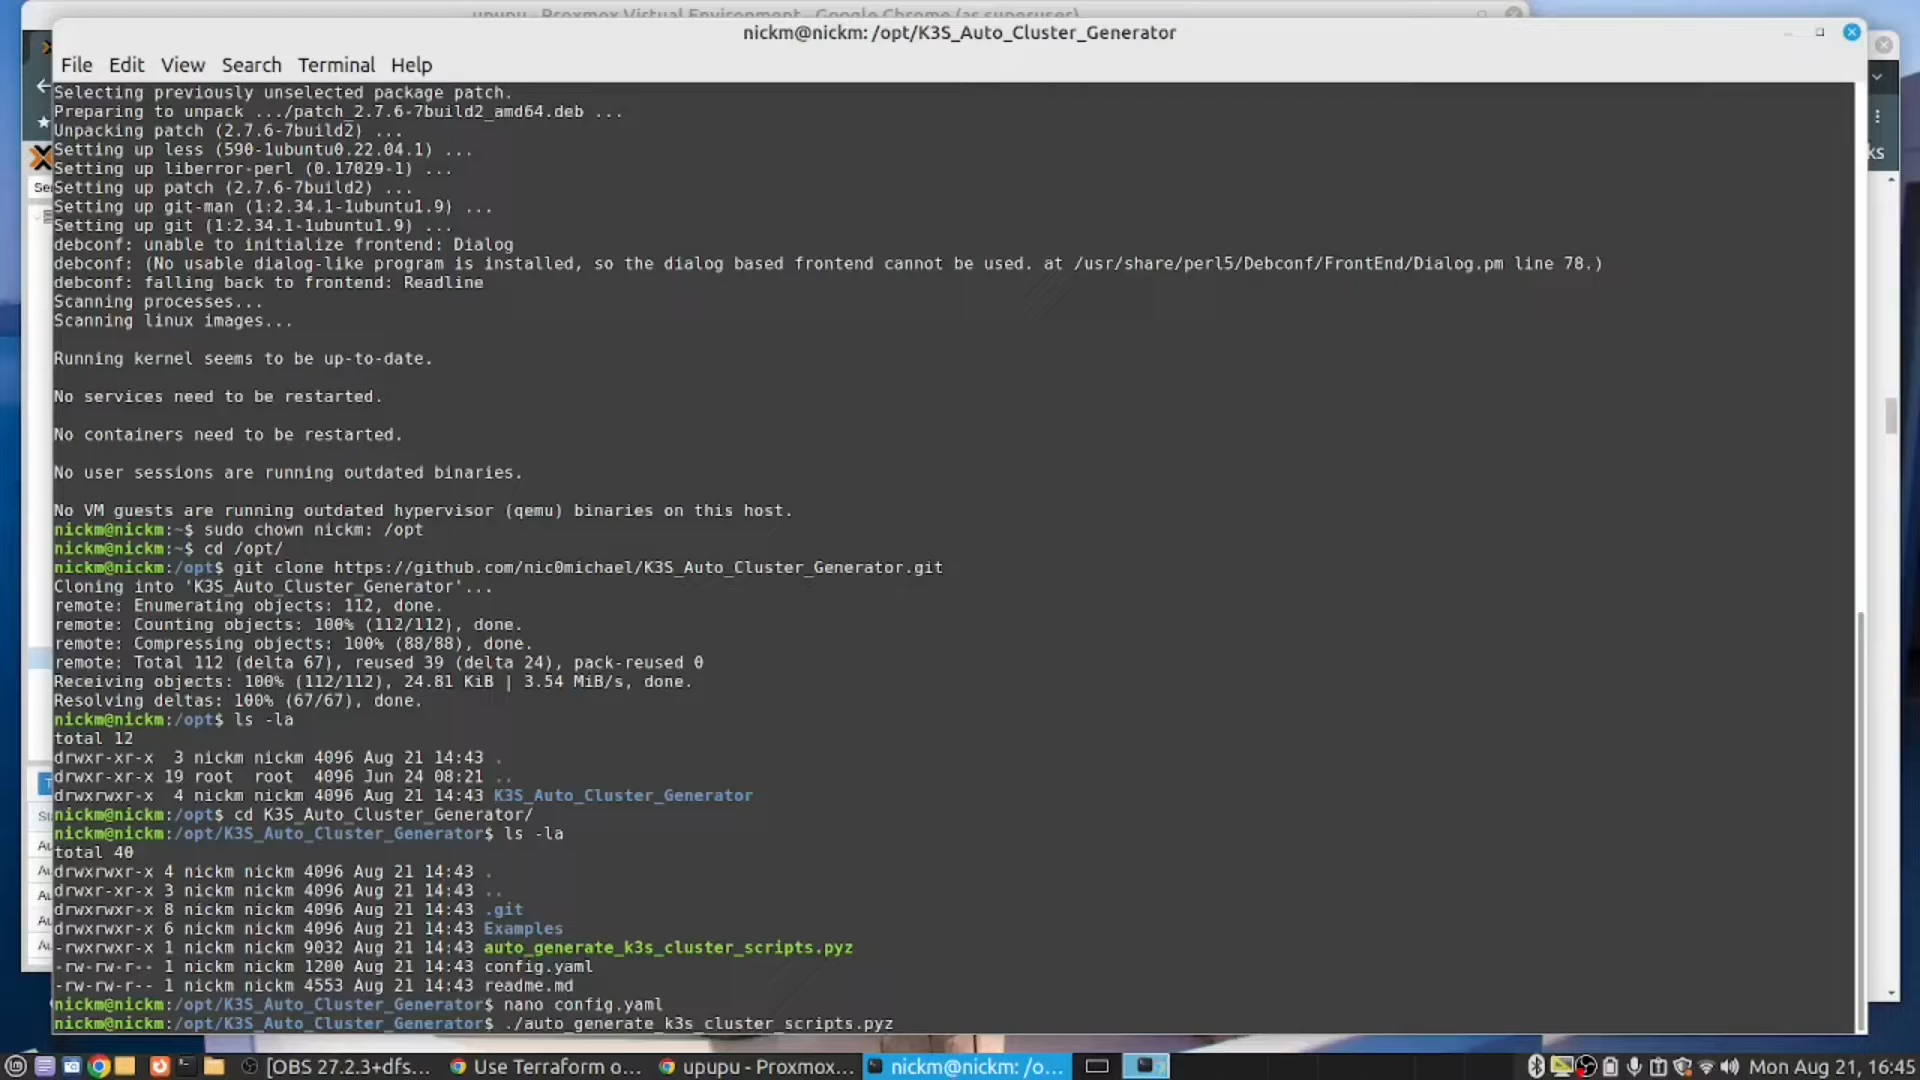 upupu - Proxmox Virtual Environment - Google Chrome (as superuser)
nickm@nickm: /opt/K3S_Auto_Cluster_Generator
File Edit View Search Terminal Help
Selecting previously unselected package patch.
Preparing to unpack .../patch_2.7.6-7build2_amd64.deb ...
Unpacking patch (2.7.6-7build2) ...
Setting up less (590-1ubuntu0.22.04.1) ...
Setting up liberror-perl (0.17029-1) ...
Setting up patch (2.7.6-7build2) ...
Setting up git-man (1:2.34.1-1ubuntu1.9) ...
Setting up git (1:2.34.1-1ubuntu1.9) ...
debconf: unable to initialize frontend: Dialog
debconf: (No usable dialog-like program is installed, so the dialog based frontend cannot be used. at /usr/share/perl5/Debconf/FrontEnd/Dialog.pm line 78.)
debconf: falling back to frontend: Readline
Scanning processes...
Scanning linux images...
Running kernel seems to be up-to-date.
No services need to be restarted.
No containers need to be restarted.
No user sessions are running outdated binaries.
No VM guests are running outdated hypervisor (qemu) binaries on this host.
nickm@nickm:~$ sudo chown nickm: /opt
nickm@nickm:~$ cd /opt/
nickm@nickm:/opt$ git clone https://github.com/nic0michael/K3S_Auto_Cluster_Generator.git
Cloning into 'K3S_Auto_Cluster_Generator'...
remote: Enumerating objects: 112, done.
remote: Counting objects: 100% (112/112), done.
remote: Compressing objects: 100% (88/88), done.
remote: Total 112 (delta 67), reused 39 (delta 24), pack-reused 0
Receiving objects: 100% (112/112), 24.81 KiB | 3.54 MiB/s, done.
Resolving deltas: 100% (67/67), done.
nickm@nickm:/opt$ ls -la
total 12
drwxr-xr-x  3 nickm nickm 4096 Aug 21 14:43 .
drwxr-xr-x 19 root  root  4096 Jun 24 08:21 ..
drwxrwxr-x  4 nickm nickm 4096 Aug 21 14:43 K3S_Auto_Cluster_Generator
nickm@nickm:/opt$ cd K3S_Auto_Cluster_Generator/
nickm@nickm:/opt/K3S_Auto_Cluster_Generator$ ls -la
total 40
drwxrwxr-x 4 nickm nickm 4096 Aug 21 14:43 .
drwxr-xr-x 3 nickm nickm 4096 Aug 21 14:43 ..
drwxrwxr-x 8 nickm nickm 4096 Aug 21 14:43 .git
drwxrwxr-x 6 nickm nickm 4096 Aug 21 14:43 Examples
-rwxrwxr-x 1 nickm nickm 9032 Aug 21 14:43 auto_generate_k3s_cluster_scripts.pyz
-rw-rw-r-- 1 nickm nickm 1200 Aug 21 14:43 config.yaml
-rw-rw-r-- 1 nickm nickm 4553 Aug 21 14:43 readme.md
nickm@nickm:/opt/K3S_Auto_Cluster_Generator$ nano config.yaml
nickm@nickm:/opt/K3S_Auto_Cluster_Generator$ ./auto_generate_k3s_cluster_scripts.pyz
[OBS 27.2.3+dfs... Use Terraform o... upupu - Proxmox... nickm@nickm: /o... Mon Aug 21, 16:45